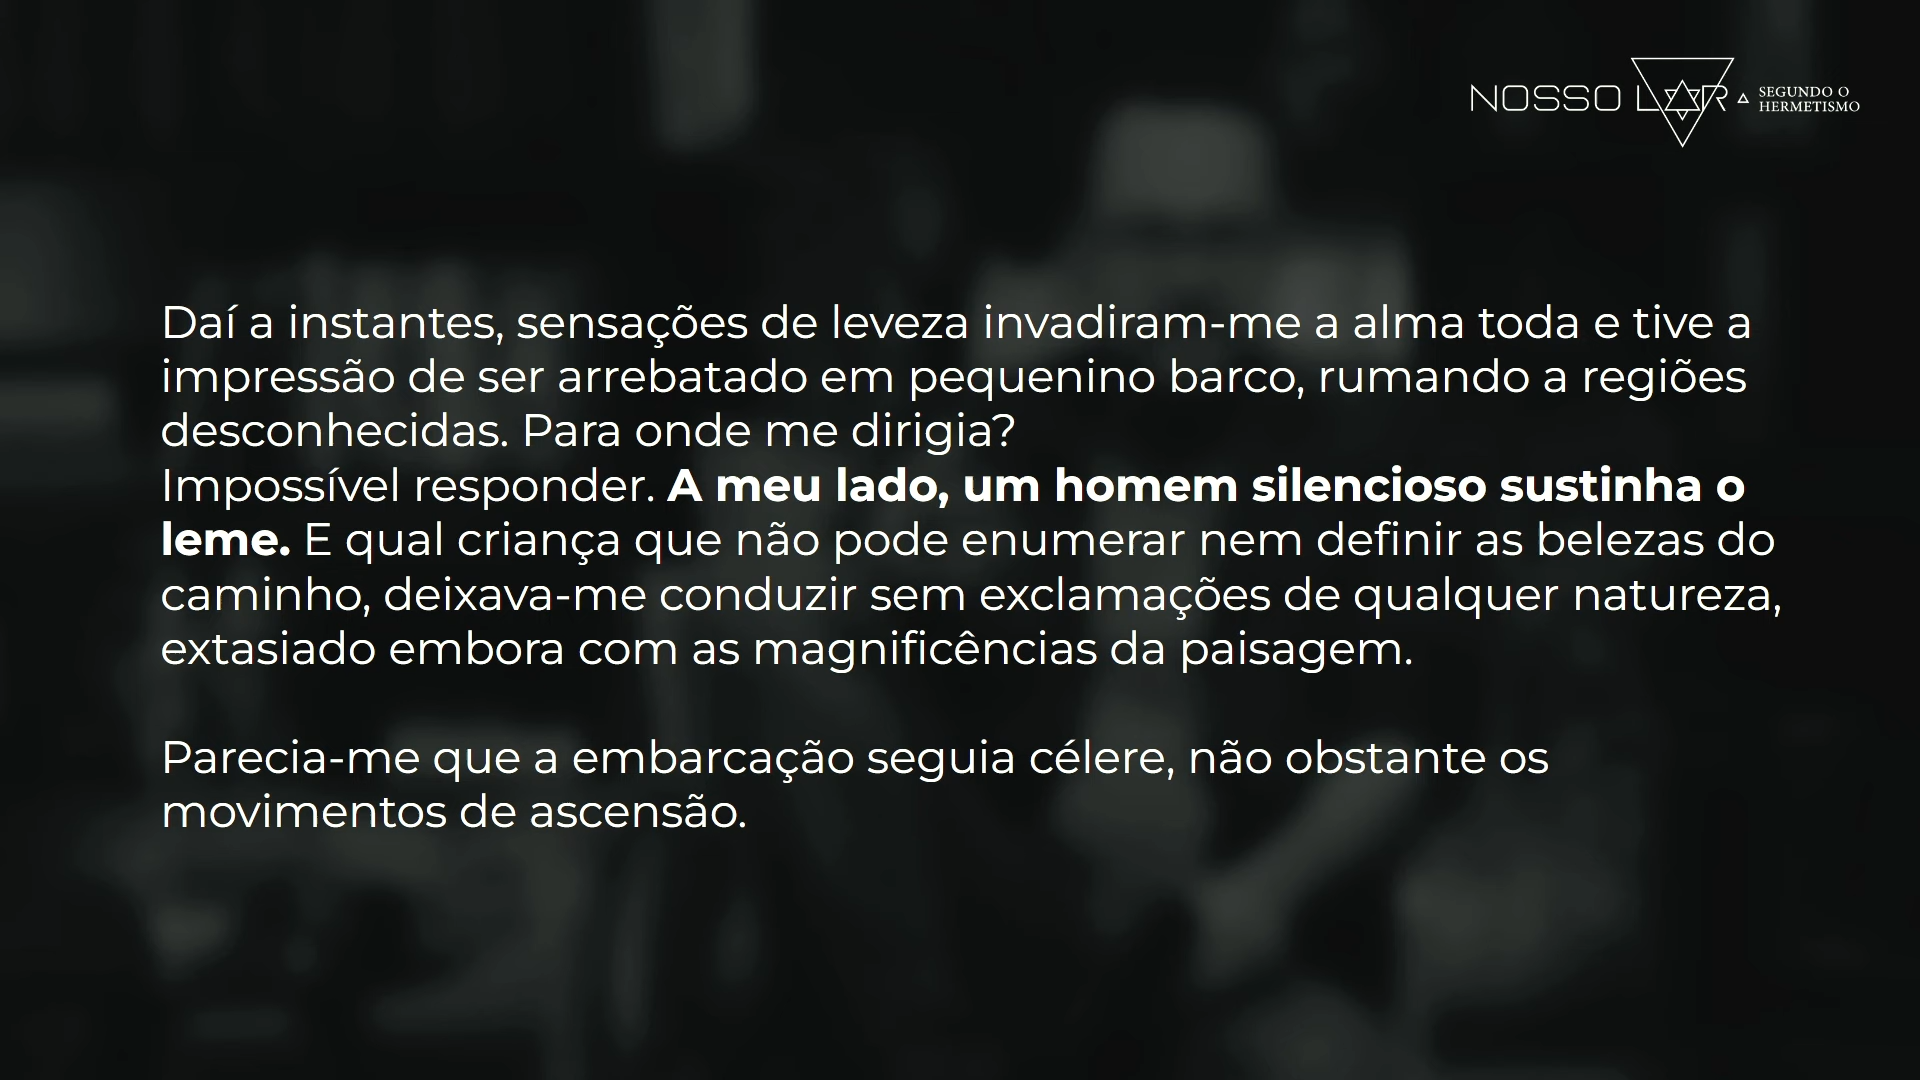 NOSSO LAR
SEGUNDO O
HERMETISMO
Daí a instantes, sensações de leveza invadiram-me a alma toda e tive a
impressão de ser arrebatado em pequenino barco, rumando a regiões
desconhecidas. Para onde me dirigia?
Impossível responder. A meu lado, um homem silencioso sustinha o
leme. E qual criança que não pode enumerar nem definir as belezas do
caminho, deixava-me conduzir sem exclamações de qualquer natureza,
extasiado embora com as magnificências da paisagem.
Parecia-me que a embarcação seguia célere, não obstante os
movimentos de ascensão.